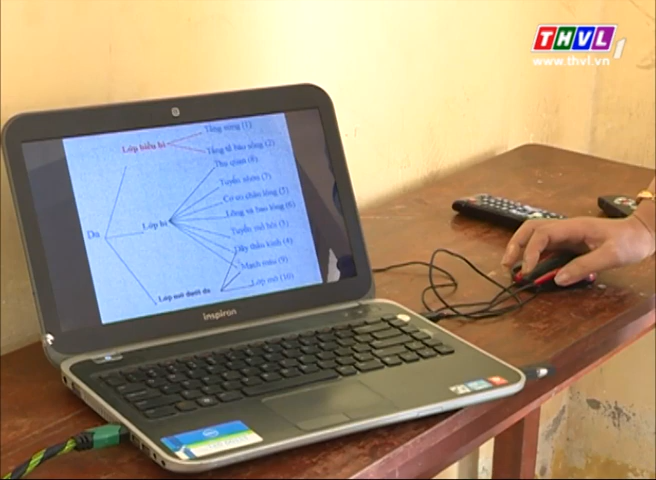 THVL 1
www.thvl.vn
Tầng sừng (1)
Lớp biểu bì
Tầng tế bào sống (2)
Thụ quan (8)
Tuyến nhờn (7)
Cơ co chân lông (5)
Lớp bì
Lông và bao lông (6)
Da
Tuyến mồ hôi (3)
Dây thần kinh (4)
Mạch máu (9)
Lớp mỡ dưới da
Lớp mỡ (10)
inspiron